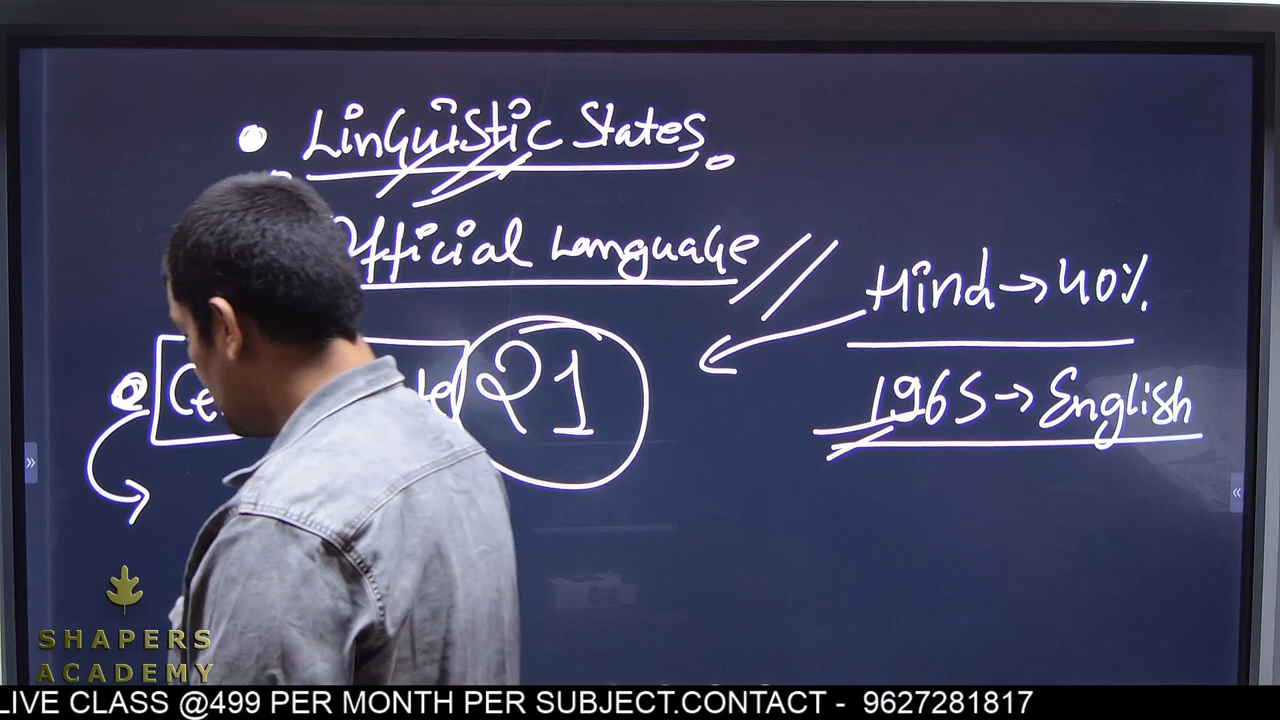 Linguistic States
Official Language
Hind → 40%
21
1965 → English
SHAPERS
ACADEMY
LIVE CLASS @499 PER MONTH PER SUBJECT.CONTACT - 9627281817